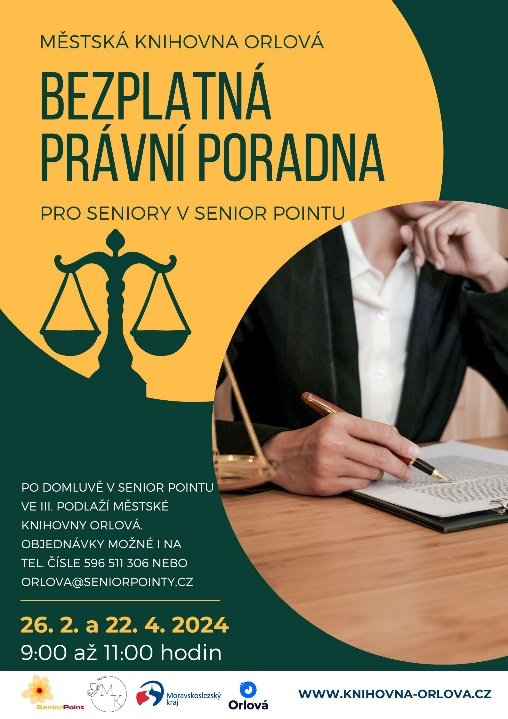 MĚSTSKÁ KNIHOVNA ORLOVÁ
BEZPLATNÁ
PRÁVNÍ PORADNA
PRO SENIORY V SENIOR POINTU
PO DOMLUVĚ V SENIOR POINTU
VE III. PODLAŽÍ MĚSTSKÉ
KNIHOVNY ORLOVÁ.
OBJEDNÁVKY MOŽNÉ I NA
TEL. ČÍSLE 596 511 306 NEBO
ORLOVA@SENIORPOINTY.CZ
26. 2. a 22. 4. 2024
9:00 až 11:00 hodin
SeniorPoint
Moravskoslezský
kraj
Orlová
WWW.KNIHOVNA-ORLOVA.CZ